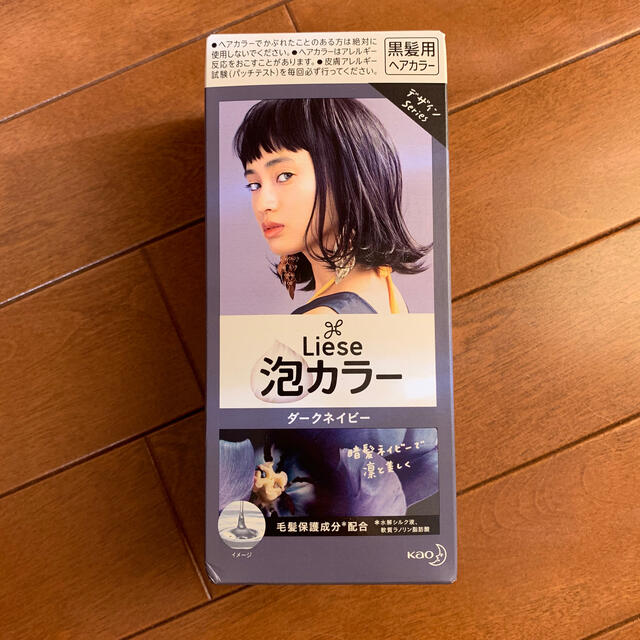 ●ヘアカラーでかぶれたことのある方は絶対に
使用しないでください。●ヘアカラーはアレルギー
反応をおこすことがあります。●皮膚アレルギー
試験(パッチテスト)を毎回必ず行ってください。
黒髪用
ヘアカラー
デザイン
Series
Liese
泡カラー
ダークネイビー
暗髪ネイビーで
凛と美しく
毛髪保護成分*配合
*水解シルク液、
軟質ラノリン脂肪酸
イメージ
Kao